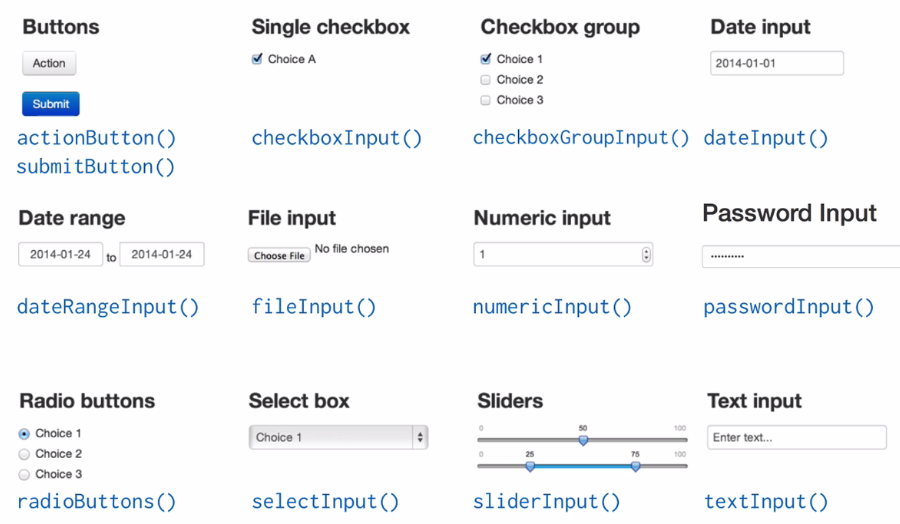 Buttons
Action
Submit
actionButton()
submitButton()
Single checkbox
Choice A
checkboxInput()
Checkbox group
Choice 1
Choice 2
Choice 3
checkboxGroupInput()
Date input
2014-01-01
dateInput()
Date range
2014-01-24 to 2014-01-24
dateRangeInput()
File input
Choose File No file chosen
fileInput()
Numeric input
1
numericInput()
Password Input
••••••••••
passwordInput()
Radio buttons
Choice 1
Choice 2
Choice 3
radioButtons()
Select box
Choice 1
selectInput()
Sliders
0 50 100
0 25 75 100
sliderInput()
Text input
Enter text...
textInput()